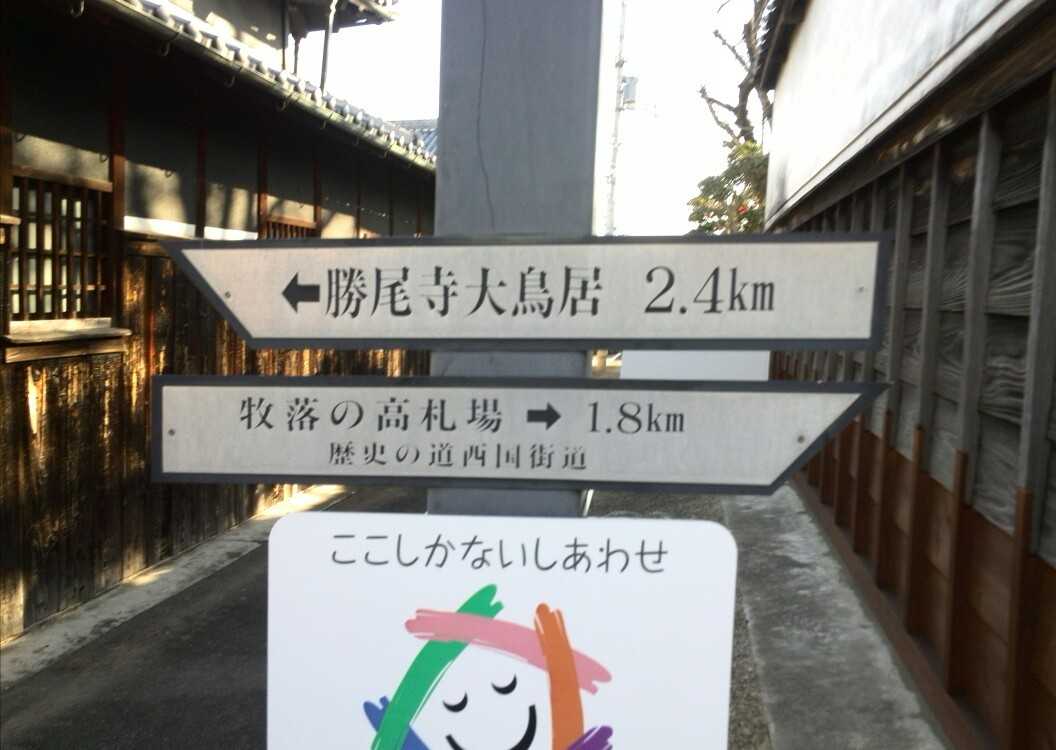 ←勝尾寺大鳥居 2.4km
牧落の高札場 → 1.8km
歴史の道西国街道
ここしかないしあわせ